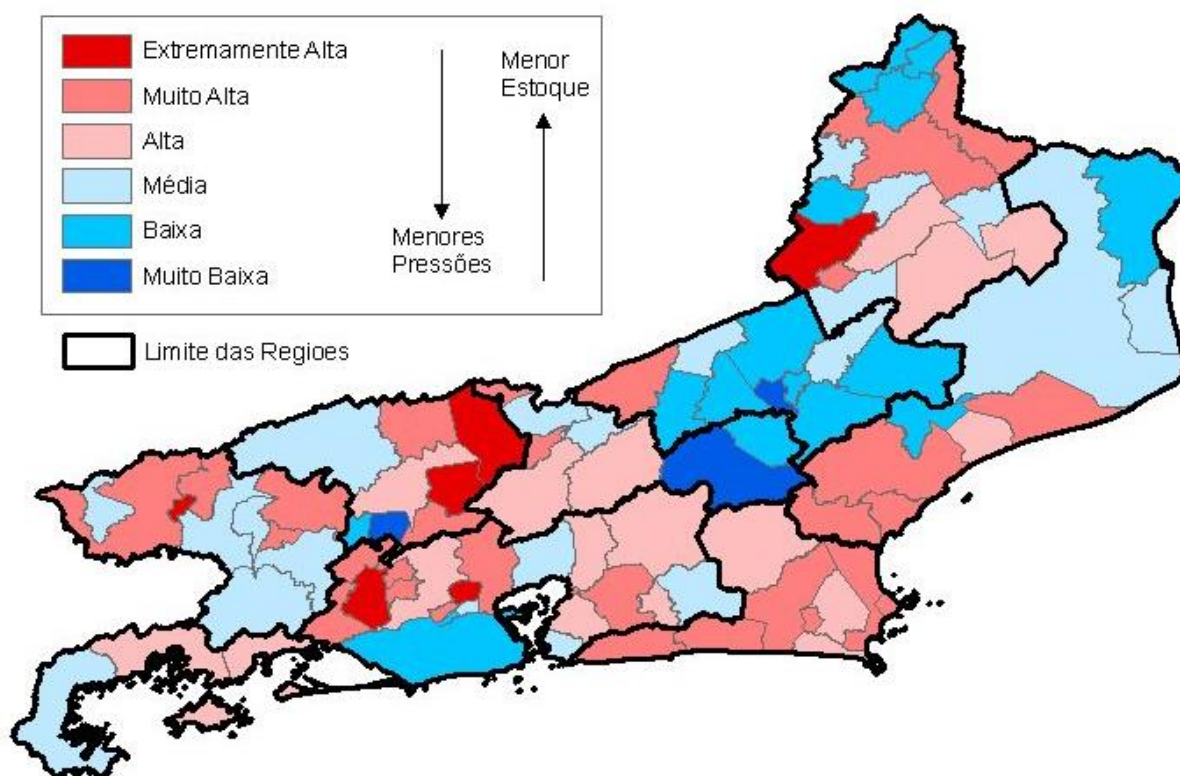 Extremamente Alta
Muito Alta
Alta
Média
Baixa
Muito Baixa
Menores
Pressões
Menor
Estoque
Limite das Regioes